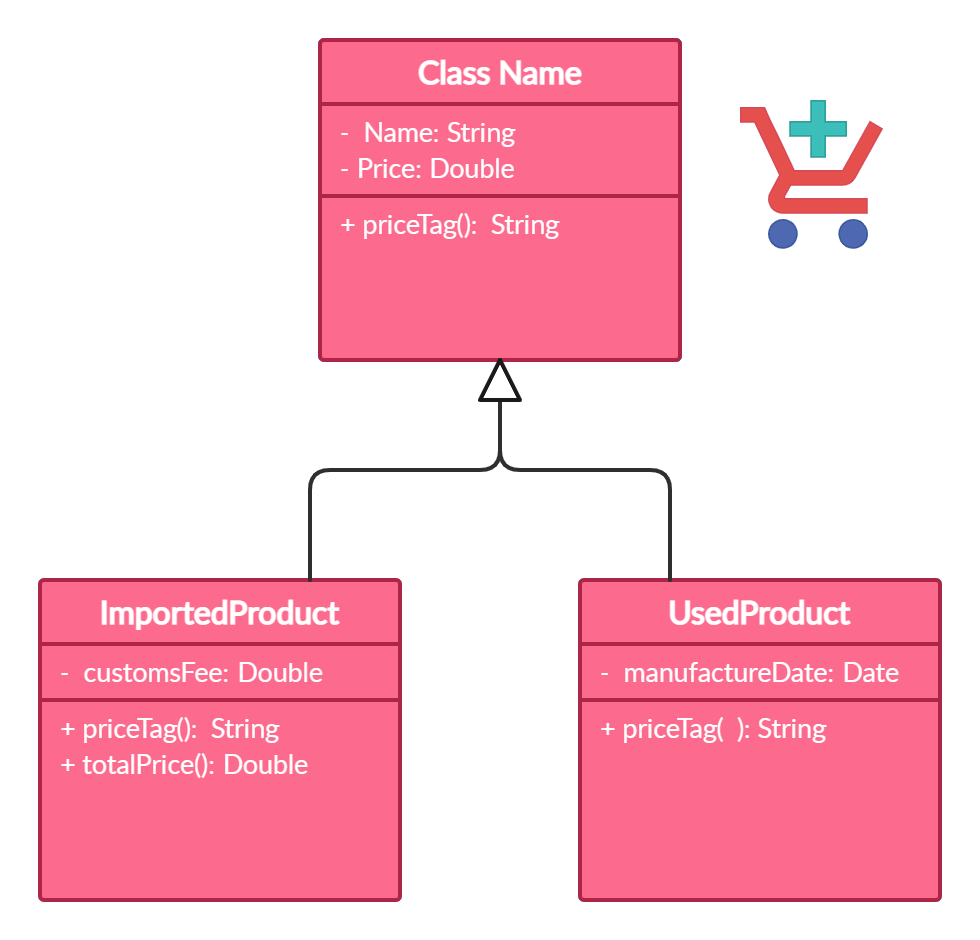 Class Name
-  Name: String
- Price: Double
+ priceTag():  String
ImportedProduct
-  customsFee: Double
+ priceTag():  String
+ totalPrice(): Double
UsedProduct
-  manufactureDate: Date
+ priceTag(  ): String